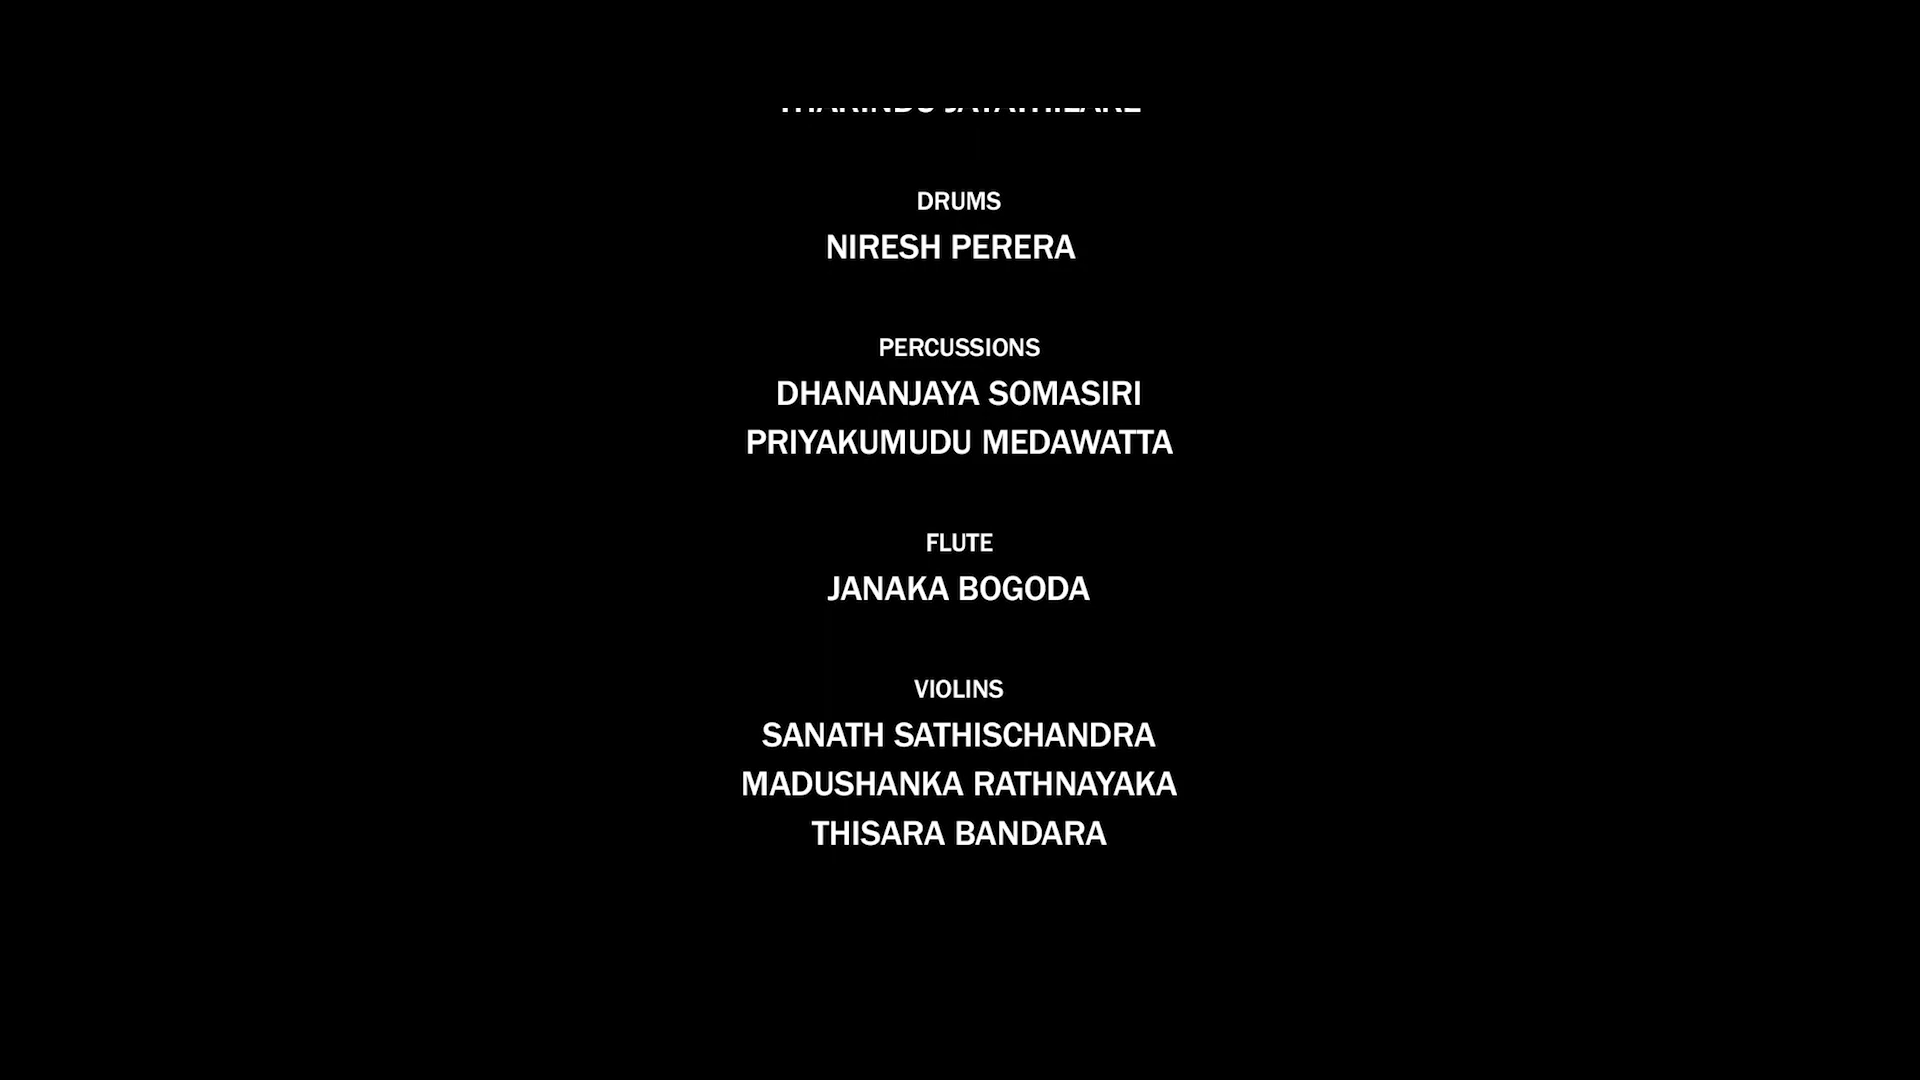 DRUMS
NIRESH PERERA
PERCUSSIONS
DHANANJAYA SOMASIRI
PRIYAKUMUDU MEDAWATTA
FLUTE
JANAKA BOGODA
VIOLINS
SANATH SATHISCHANDRA
MADUSHANKA RATHNAYAKA
THISARA BANDARA